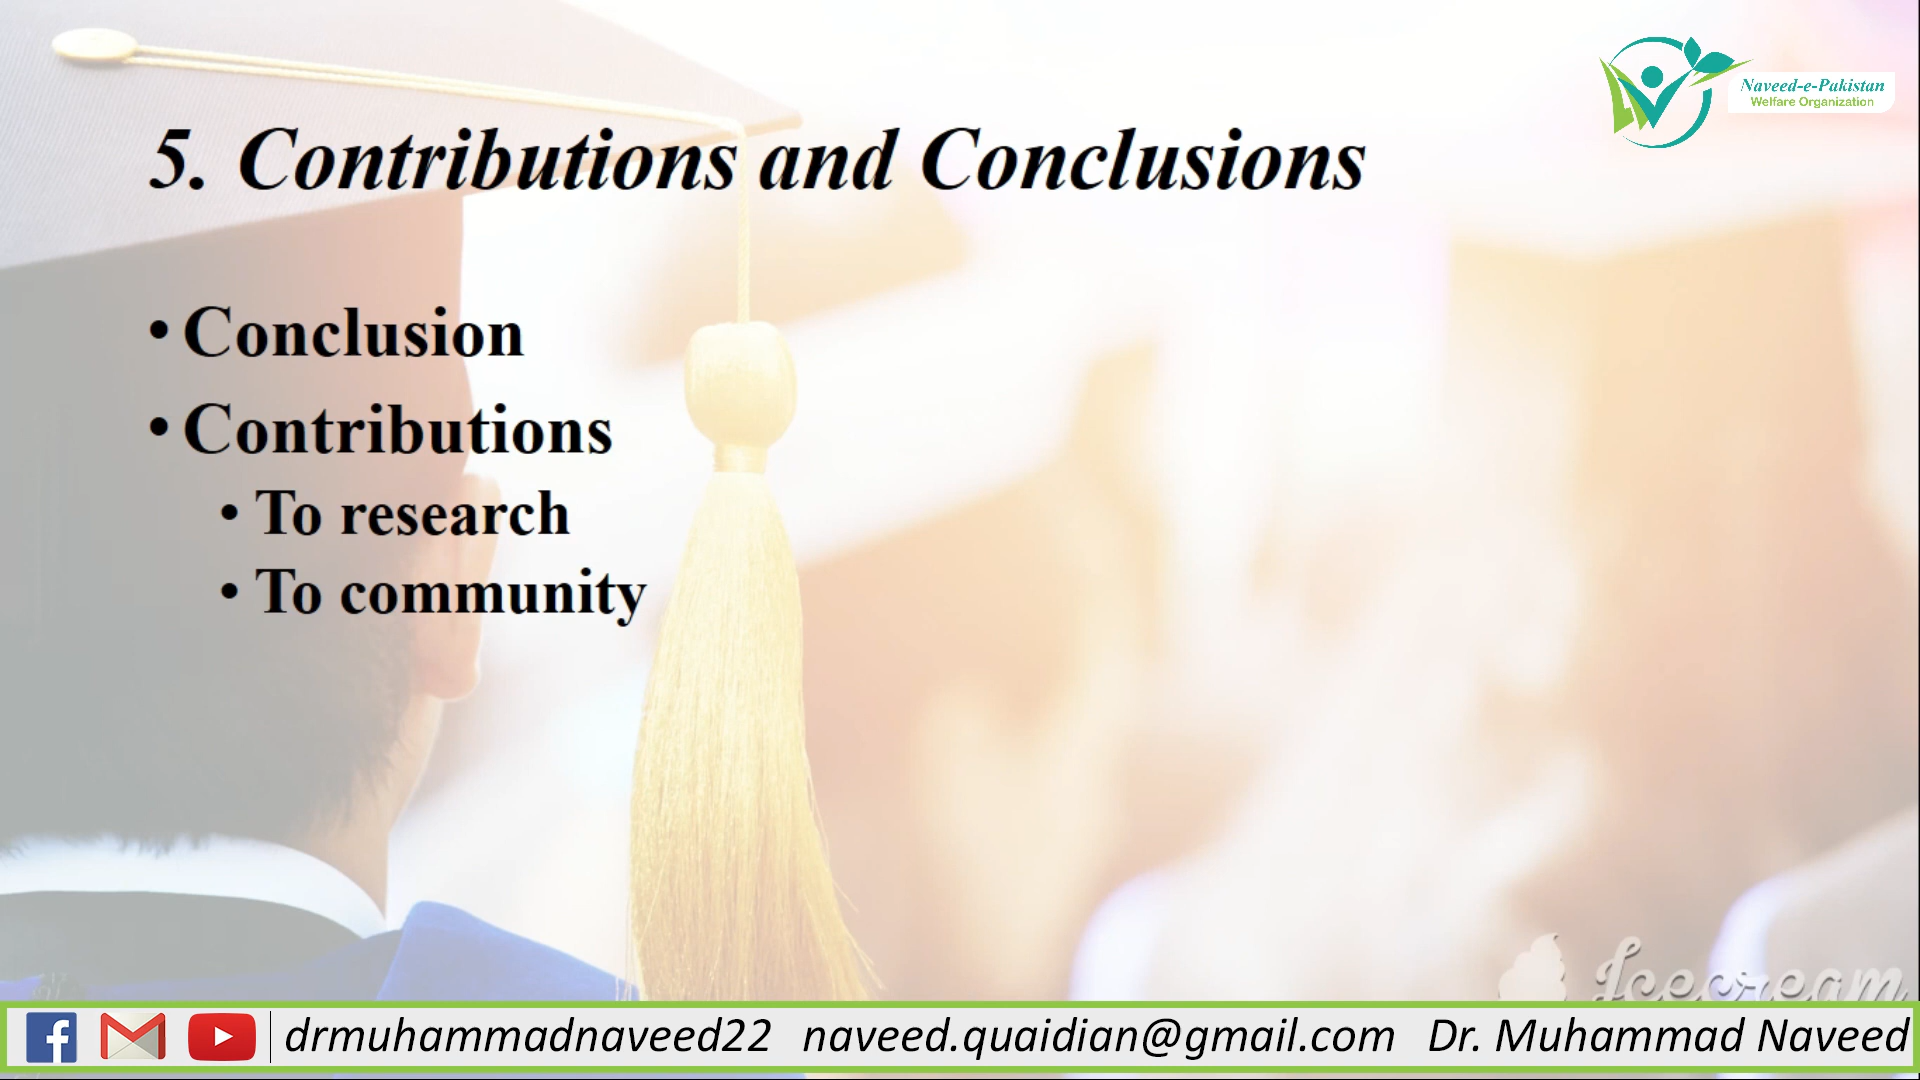 Naveed-e-Pakistan
Welfare Organization
5. Contributions and Conclusions
• Conclusion
• Contributions
• To research
• To community
Icecream
drmuhammadnaveed22 naveed.quaidian@gmail.com Dr. Muhammad Naveed